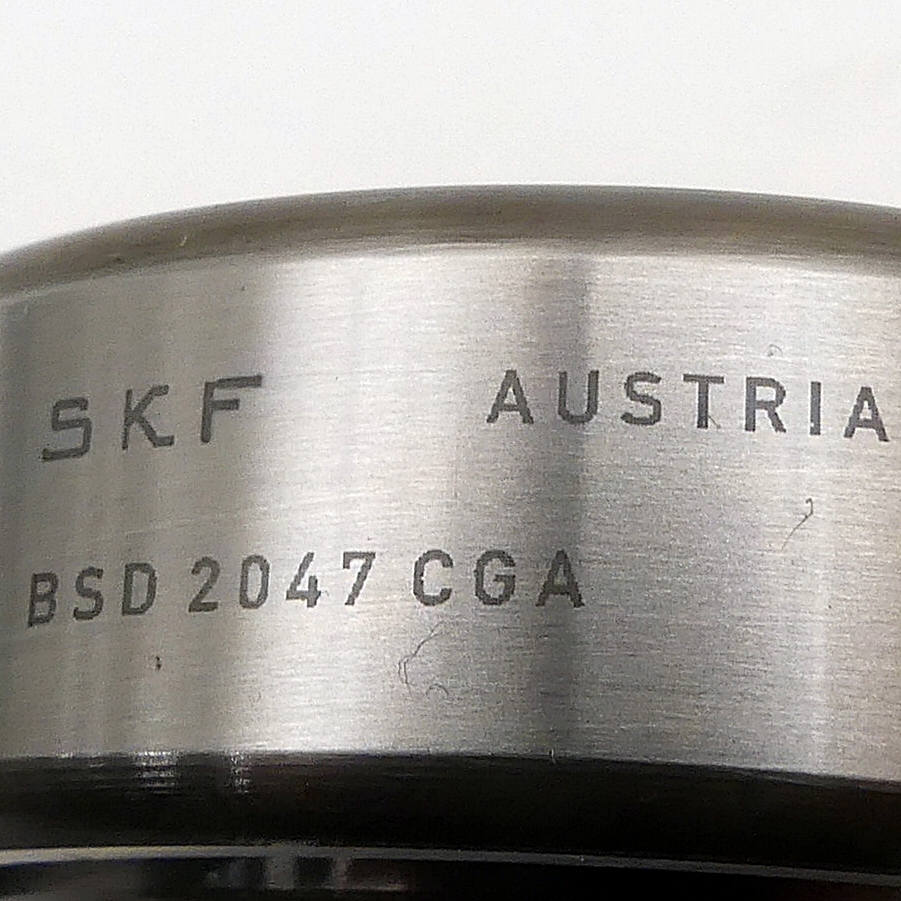 SKF AUSTRIA
BSD 2047 CGA